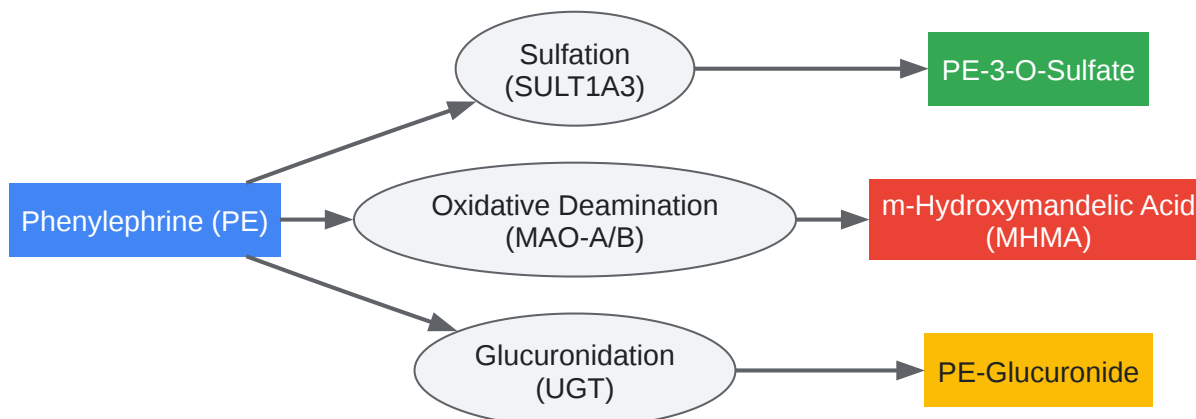 Sulfation
(SULT1A3)
PE-3-O-Sulfate
Phenylephrine (PE)
Oxidative Deamination
(MAO-A/B)
m-Hydroxymandelic Acid
(MHMA)
Glucuronidation
(UGT)
PE-Glucuronide